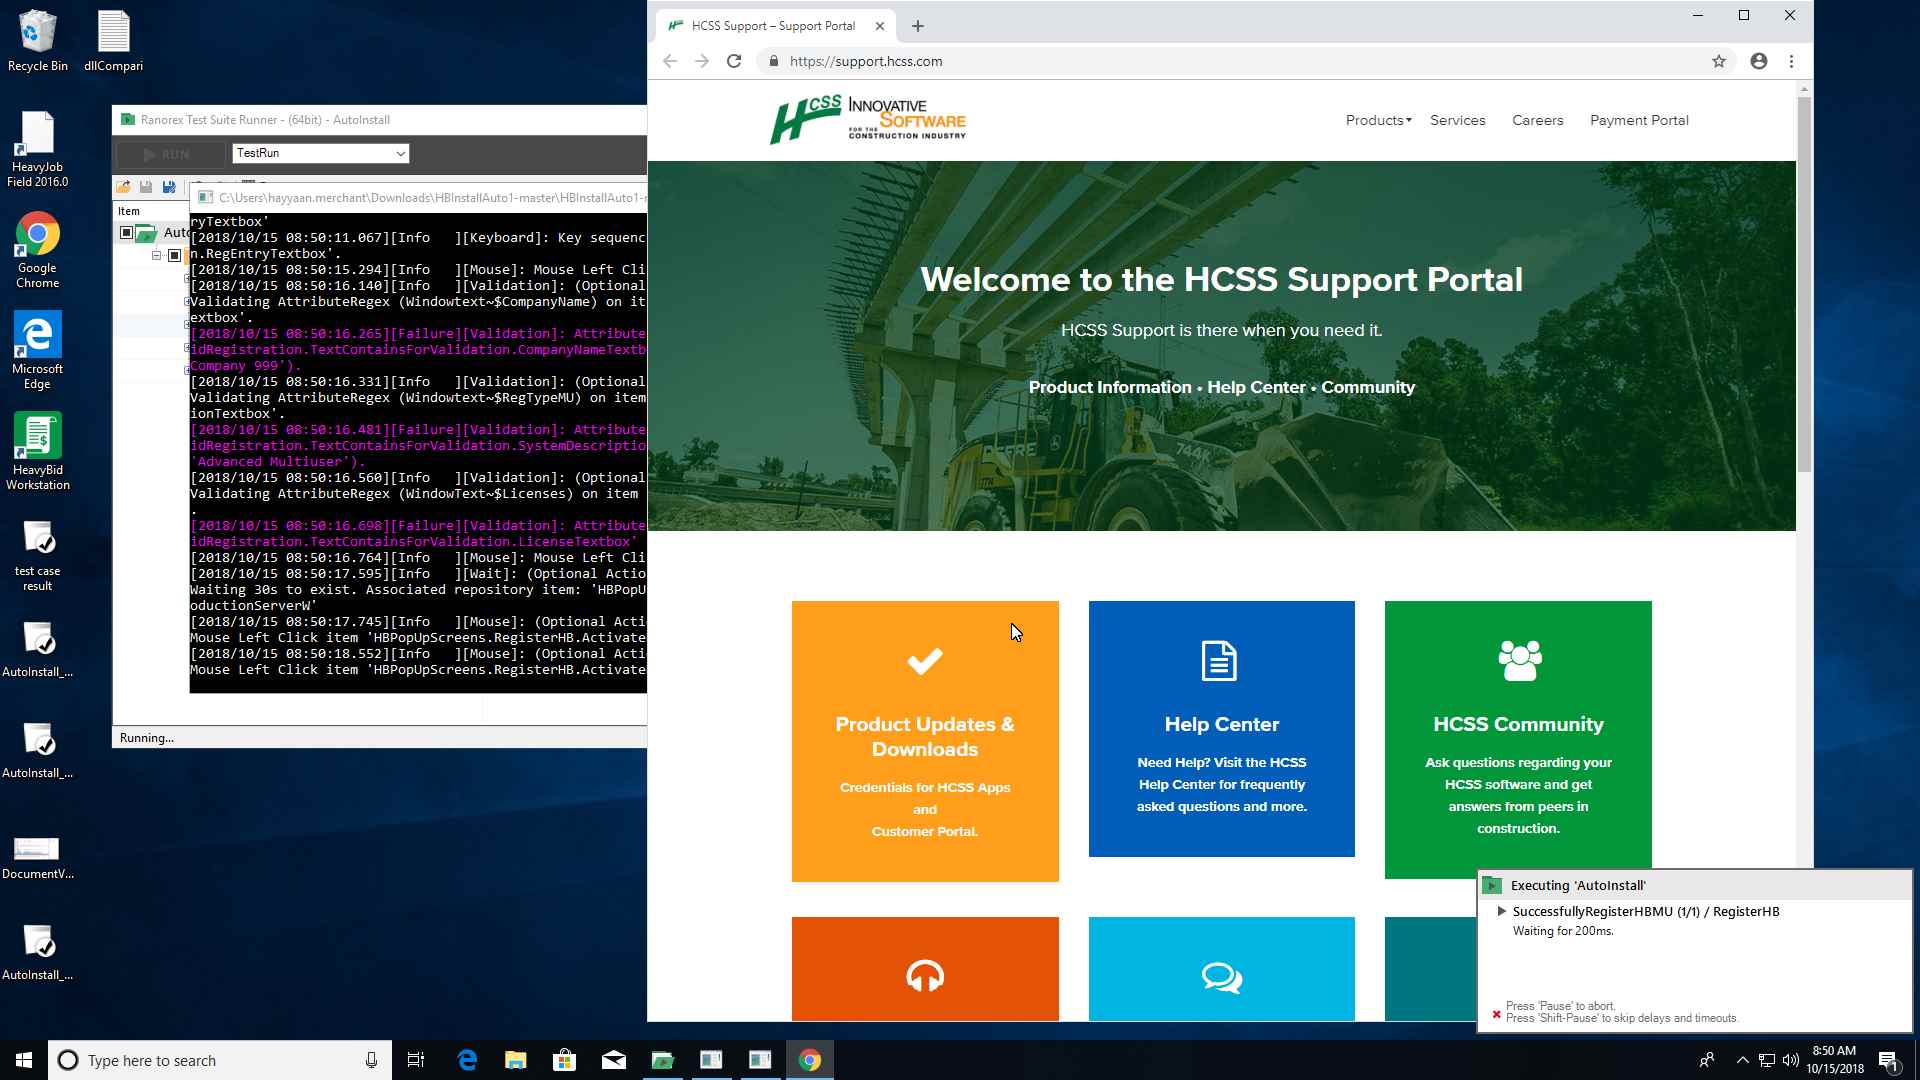 Recycle Bin
dllCompari
HeavyJob
Field 2016.0
Google
Chrome
Microsoft
Edge
HeavyBid
Workstation
test case
result
AutoInstall_...
AutoInstall_...
DocumentV...
AutoInstall_...
Ranorex Test Suite Runner - (64bit) - AutoInstall
RUN
TestRun
Item
Auto
C:\Users\hayyaan.merchant\Downloads\HBInstallAuto1-master\HBInstallAuto1-
ryTextbox'
[2018/10/15 08:50:11.067][Info   ][Keyboard]: Key sequenc
n.RegEntryTextbox'.
[2018/10/15 08:50:15.294][Info   ][Mouse]: Mouse Left Cli
[2018/10/15 08:50:16.140][Info   ][Validation]: (Optional
Validating AttributeRegex (Windowtext~$CompanyName) on it
extbox'.
[2018/10/15 08:50:16.265][Failure][Validation]: Attribute
idRegistration.TextContainsForValidation.CompanyNameTextb
Company 999').
[2018/10/15 08:50:16.331][Info   ][Validation]: (Optional
Validating AttributeRegex (Windowtext~$RegTypeMU) on item
ionTextbox'.
[2018/10/15 08:50:16.481][Failure][Validation]: Attribute
idRegistration.TextContainsForValidation.SystemDescriptio
'Advanced Multiuser').
[2018/10/15 08:50:16.560][Info   ][Validation]: (Optional
Validating AttributeRegex (WindowText~$Licenses) on item
.
[2018/10/15 08:50:16.698][Failure][Validation]: Attribute
idRegistration.TextContainsForValidation.LicenseTextbox'
[2018/10/15 08:50:16.764][Info   ][Mouse]: Mouse Left Cli
[2018/10/15 08:50:17.595][Info   ][Wait]: (Optional Actio
Waiting 30s to exist. Associated repository item: 'HBPopU
oductionServerW'
[2018/10/15 08:50:17.745][Info   ][Mouse]: (Optional Acti
Mouse Left Click item 'HBPopUpScreens.RegisterHB.Activate
[2018/10/15 08:50:18.552][Info   ][Mouse]: (Optional Acti
Mouse Left Click item 'HBPopUpScreens.RegisterHB.Activate
Running...
HCSS Support – Support Portal
https://support.hcss.com
HCSS INNOVATIVE
SOFTWARE
FOR THE CONSTRUCTION INDUSTRY
Products
Services
Careers
Payment Portal
Welcome to the HCSS Support Portal
HCSS Support is there when you need it.
Product Information • Help Center • Community
DEERE
744K
Product Updates &
Downloads
Credentials for HCSS Apps
and
Customer Portal.
Help Center
Need Help? Visit the HCSS
Help Center for frequently
asked questions and more.
HCSS Community
Ask questions regarding your
HCSS software and get
answers from peers in
construction.
Executing 'AutoInstall'
SuccessfullyRegisterHBMU (1/1) / RegisterHB
Waiting for 200ms.
Press 'Pause' to abort.
Press 'Shift-Pause' to skip delays and timeouts.
Type here to search
8:50 AM
10/15/2018
1